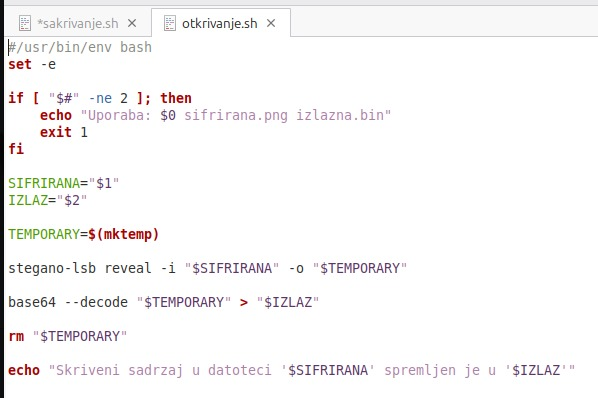 *sakrivanje.sh × otkrivanje.sh ×
#/usr/bin/env bash
set -e
if [ "$#" -ne 2 ]; then
    echo "Uporaba: $0 sifrirana.png izlazna.bin"
    exit 1
fi
SIFRIRANA="$1"
IZLAZ="$2"
TEMPORARY=$(mktemp)
stegano-lsb reveal -i "$SIFRIRANA" -o "$TEMPORARY"
base64 --decode "$TEMPORARY" > "$IZLAZ"
rm "$TEMPORARY"
echo "Skriveni sadrzaj u datoteci '$SIFRIRANA' spremljen je u '$IZLAZ'"